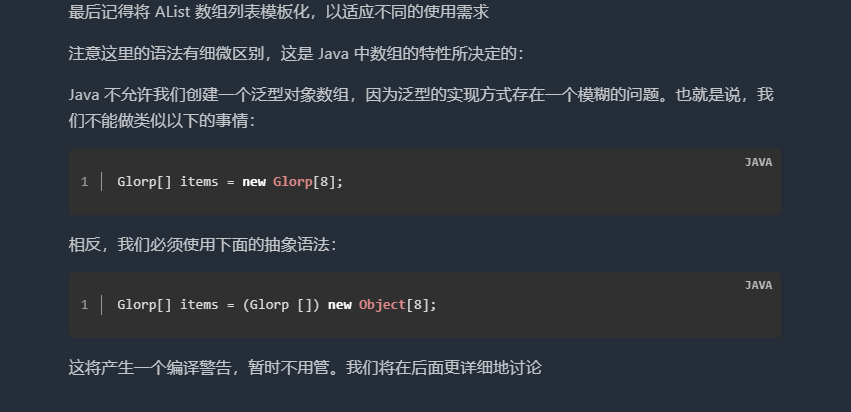 最后记得将 AList 数组列表模板化，以适应不同的使用需求
注意这里的语法有细微区别，这是 Java 中数组的特性所决定的：
Java 不允许我们创建一个泛型对象数组，因为泛型的实现方式存在一个模糊的问题。也就是说，我
们不能做类似以下的事情：
JAVA
1 Glorp[] items = new Glorp[8];
相反，我们必须使用下面的抽象语法：
JAVA
1 Glorp[] items = (Glorp []) new Object[8];
这将产生一个编译警告，暂时不用管。我们将在后面更详细地讨论